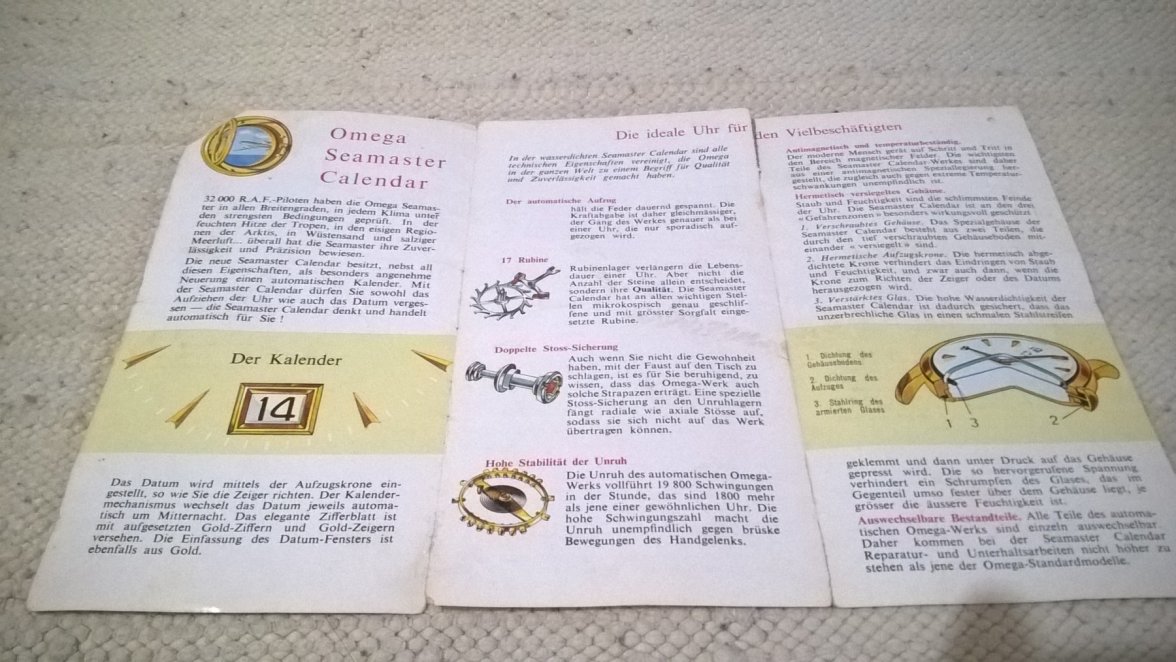 Omega
Seamaster
Calendar
32 000 R.A.F.-Piloten haben die Omega Seamas-
ter in allen Breitengraden, in jedem Klima unter
den strengsten Bedingungen geprüft. In der
feuchten Hitze der Tropen, in den eisigen Regio-
nen der Arktis, in Wüstensand und salziger
Meerluft... überall hat die Seamaster ihre Zuver-
lässigkeit und Präzision bewiesen.
Die neue Seamaster Calendar besitzt, nebst all
diesen Eigenschaften, als besonders angenehme
Neuerung einen automatischen Kalender. Mit
der Seamaster Calendar dürfen Sie sowohl das
Aufziehen der Uhr wie auch das Datum verges-
sen — die Seamaster Calendar denkt und handelt
automatisch für Sie !
Der Kalender
14
Das Datum wird mittels der Aufzugskrone ein-
gestellt, so wie Sie die Zeiger richten. Der Kalender-
mechanismus wechselt das Datum jeweils automa-
tisch um Mitternacht. Das elegante Zifferblatt ist
mit aufgesetzten Gold-Ziffern und Gold-Zeigern
versehen. Die Einfassung des Datum-Fensters ist
ebenfalls aus Gold.
Die ideale Uhr für den Vielbeschäftigten
In der wasserdichten Seamaster Calendar sind alle
technischen Eigenschaften vereinigt, die Omega
in der ganzen Welt zu einem Begriff für Qualität
und Zuverlässigkeit gemacht haben.
Der automatische Aufzug
hält die Feder dauernd gespannt. Die
Kraftabgabe ist daher gleichmässiger,
der Gang des Werkes genauer als bei
einer Uhr, die nur sporadisch auf-
gezogen wird.
17 Rubine
Rubinenlager verlängern die Lebens-
dauer einer Uhr. Aber nicht die
Anzahl der Steine allein entscheidet,
sondern ihre Qualität. Die Seamaster
Calendar hat an allen wichtigen Stel-
len mikrokospisch genau geschlif-
fene und mit grösster Sorgfalt einge-
setzte Rubine.
Doppelte Stoss-Sicherung
Auch wenn Sie nicht die Gewohnheit
haben, mit der Faust auf den Tisch zu
schlagen, ist es für Sie beruhigend, zu
wissen, dass das Omega-Werk auch
solche Strapazen erträgt. Eine spezielle
Stoss-Sicherung an den Unruhlagern
fängt radiale wie axiale Stösse auf,
sodass sie sich nicht auf das Werk
übertragen können.
Hohe Stabilität der Unruh
Die Unruh des automatischen Omega-
Werks vollführt 19 800 Schwingungen
in der Stunde, das sind 1800 mehr
als jene einer gewöhnlichen Uhr. Die
hohe Schwingungszahl macht die
Unruh unempfindlich gegen brüske
Bewegungen des Handgelenks.
Antimagnetisch und temperaturbeständig.
Der moderne Mensch gerät auf Schritt und Tritt in
den Bereich magnetischer Felder. Die wichtigsten
Teile des Seamaster Calendar-Werkes sind daher
aus einer antimagnetischen Speziallegierung her-
gestellt, die zugleich auch gegen extreme Temperatur-
schwankungen unempfindlich ist.
Hermetisch versiegeltes Gehäuse.
Staub und Feuchtigkeit sind die schlimmsten Feinde
der Uhr. Die Seamaster Calendar ist an den drei
«Gefahrenzonen» besonders wirkungsvoll geschützt :
1. Verschraubtes Gehäuse. Das Spezialgehäuse der
Seamaster Calendar besteht aus zwei Teilen, die
durch den tief verschraubten Gehäuseboden mit-
einander « versiegelt » sind.
2. Hermetische Aufzugskrone. Die hermetisch abge-
dichtete Krone verhindert das Eindringen von Staub
und Feuchtigkeit, und zwar auch dann, wenn die
Krone zum Richten der Zeiger oder des Datums
herausgezogen wird.
3. Verstärktes Glas. Die hohe Wasserdichtigkeit der
Seamaster Calendar ist dadurch gesichert, dass das
unzerbrechliche Glas in einen schmalen Stahlstreifen
1. Dichtung des
Gehäusebodens
2. Dichtung des
Aufzuges
3. Stahlring des
armierten Glases
1 3 2
geklemmt und dann unter Druck auf das Gehäuse
gepresst wird. Die so hervorgerufene Spannung
verhindert ein Schrumpfen des Glases, das im
Gegenteil umso fester über dem Gehäuse liegt, je
grösser die äussere Feuchtigkeit ist.
Auswechselbare Bestandteile. Alle Teile des automa-
tischen Omega-Werks sind einzeln auswechselbar.
Daher kommen bei der Seamaster Calendar
Reparatur- und Unterhaltsarbeiten nicht höher zu
stehen als jene der Omega-Standardmodelle.